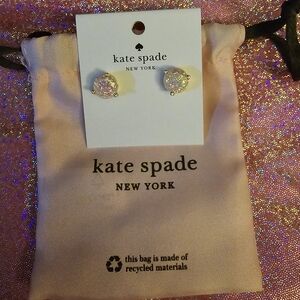 kate spade
NEW YORK
kate spade
NEW YORK
this bag is made of
recycled materials